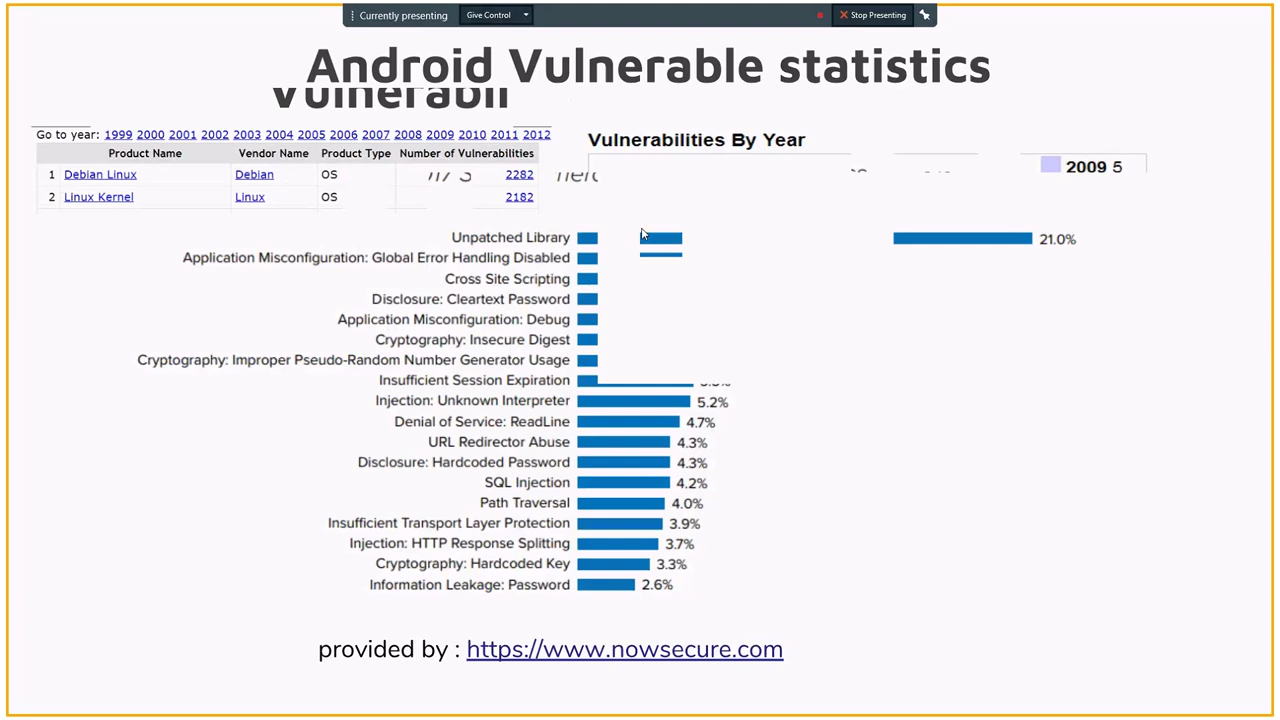 Currently presenting Give Control Stop Presenting
Android Vulnerable statistics
Go to year: 1999 2000 2001 2002 2003 2004 2005 2006 2007 2008 2009 2010 2011 2012
Vulnerabilities By Year
Product Name Vendor Name Product Type Number of Vulnerabilities
2009 5
1 Debian Linux Debian OS 2282
2 Linux Kernel Linux OS 2182
Unpatched Library 21.0%
Application Misconfiguration: Global Error Handling Disabled
Cross Site Scripting
Disclosure: Cleartext Password
Application Misconfiguration: Debug
Cryptography: Insecure Digest
Cryptography: Improper Pseudo-Random Number Generator Usage
Insufficient Session Expiration
Injection: Unknown Interpreter 5.2%
Denial of Service: ReadLine 4.7%
URL Redirector Abuse 4.3%
Disclosure: Hardcoded Password 4.3%
SQL Injection 4.2%
Path Traversal 4.0%
Insufficient Transport Layer Protection 3.9%
Injection: HTTP Response Splitting 3.7%
Cryptography: Hardcoded Key 3.3%
Information Leakage: Password 2.6%
provided by : https://www.nowsecure.com